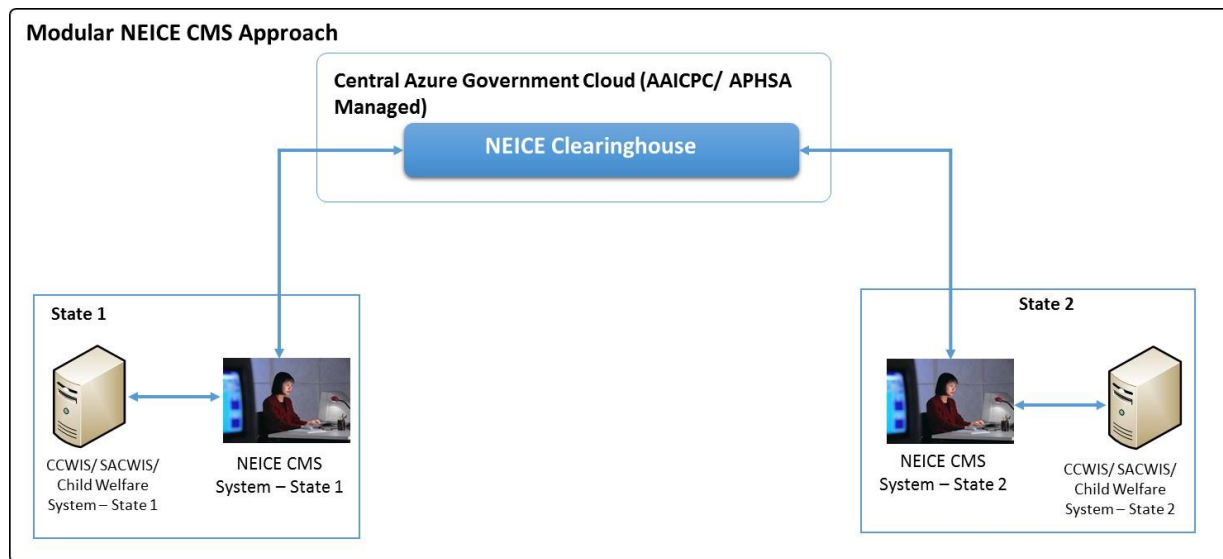 Modular NEICE CMS Approach
Central Azure Government Cloud (AAICPC/ APHSA
Managed)
NEICE Clearinghouse
State 1
CCWIS/ SACWIS/
Child Welfare
System – State 1
NEICE CMS
System – State 1
State 2
NEICE CMS
System – State 2
CCWIS/ SACWIS/
Child Welfare
System – State 2